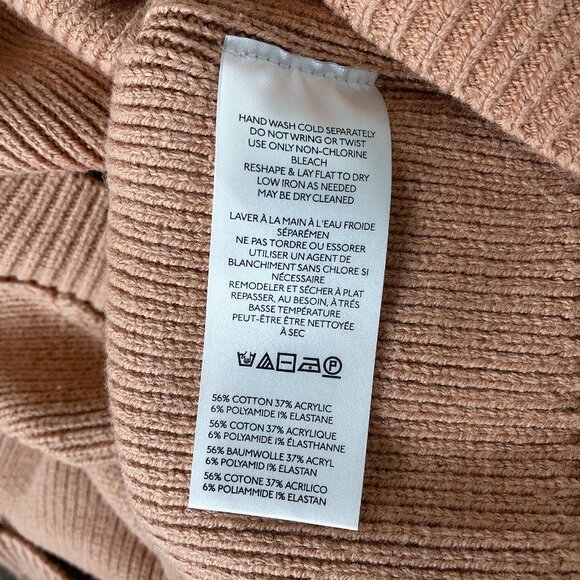 HAND WASH COLD SEPARATELY
DO NOT WRING OR TWIST
USE ONLY NON-CHLORINE
BLEACH
RESHAPE & LAY FLAT TO DRY
LOW IRON AS NEEDED
MAY BE DRY CLEANED
LAVER À LA MAIN À L'EAU FROIDE
SÉPARÉMEN
NE PAS TORDRE OU ESSORER
UTILISER UN AGENT DE
BLANCHIMENT SANS CHLORE SI
NÉCESSAIRE
REMODELER ET SÉCHER À PLAT
REPASSER, AU BESOIN, À TRÉS
BASSE TEMPÉRATURE
PEUT-ÊTRE ÊTRE NETTOYÉE
À SEC
P
56% COTTON 37% ACRYLIC
6% POLYAMIDE 1% ELASTANE
56% COTON 37% ACRYLIQUE
6% POLYAMIDE 1% ÉLASTHANNE
56% BAUMWOLLE 37% ACRYL
6% POLYAMID 1% ELASTAN
56% COTONE 37% ACRILICO
6% POLIAMMIDE 1% ELASTAN